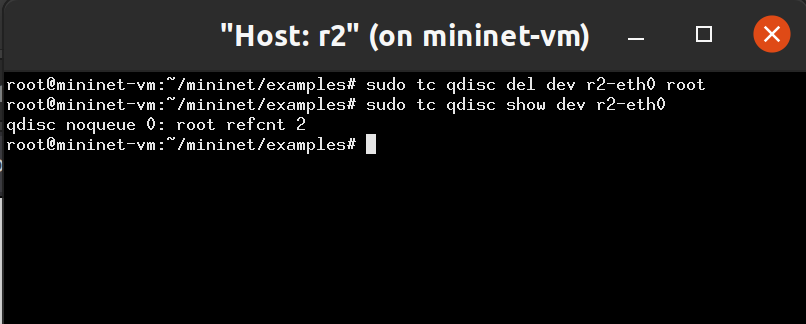 "Host: r2" (on mininet-vm)
root@mininet-vm:~/mininet/examples# sudo tc qdisc del dev r2-eth0 root
root@mininet-vm:~/mininet/examples# sudo tc qdisc show dev r2-eth0
qdisc noqueue 0: root refcnt 2
root@mininet-vm:~/mininet/examples#